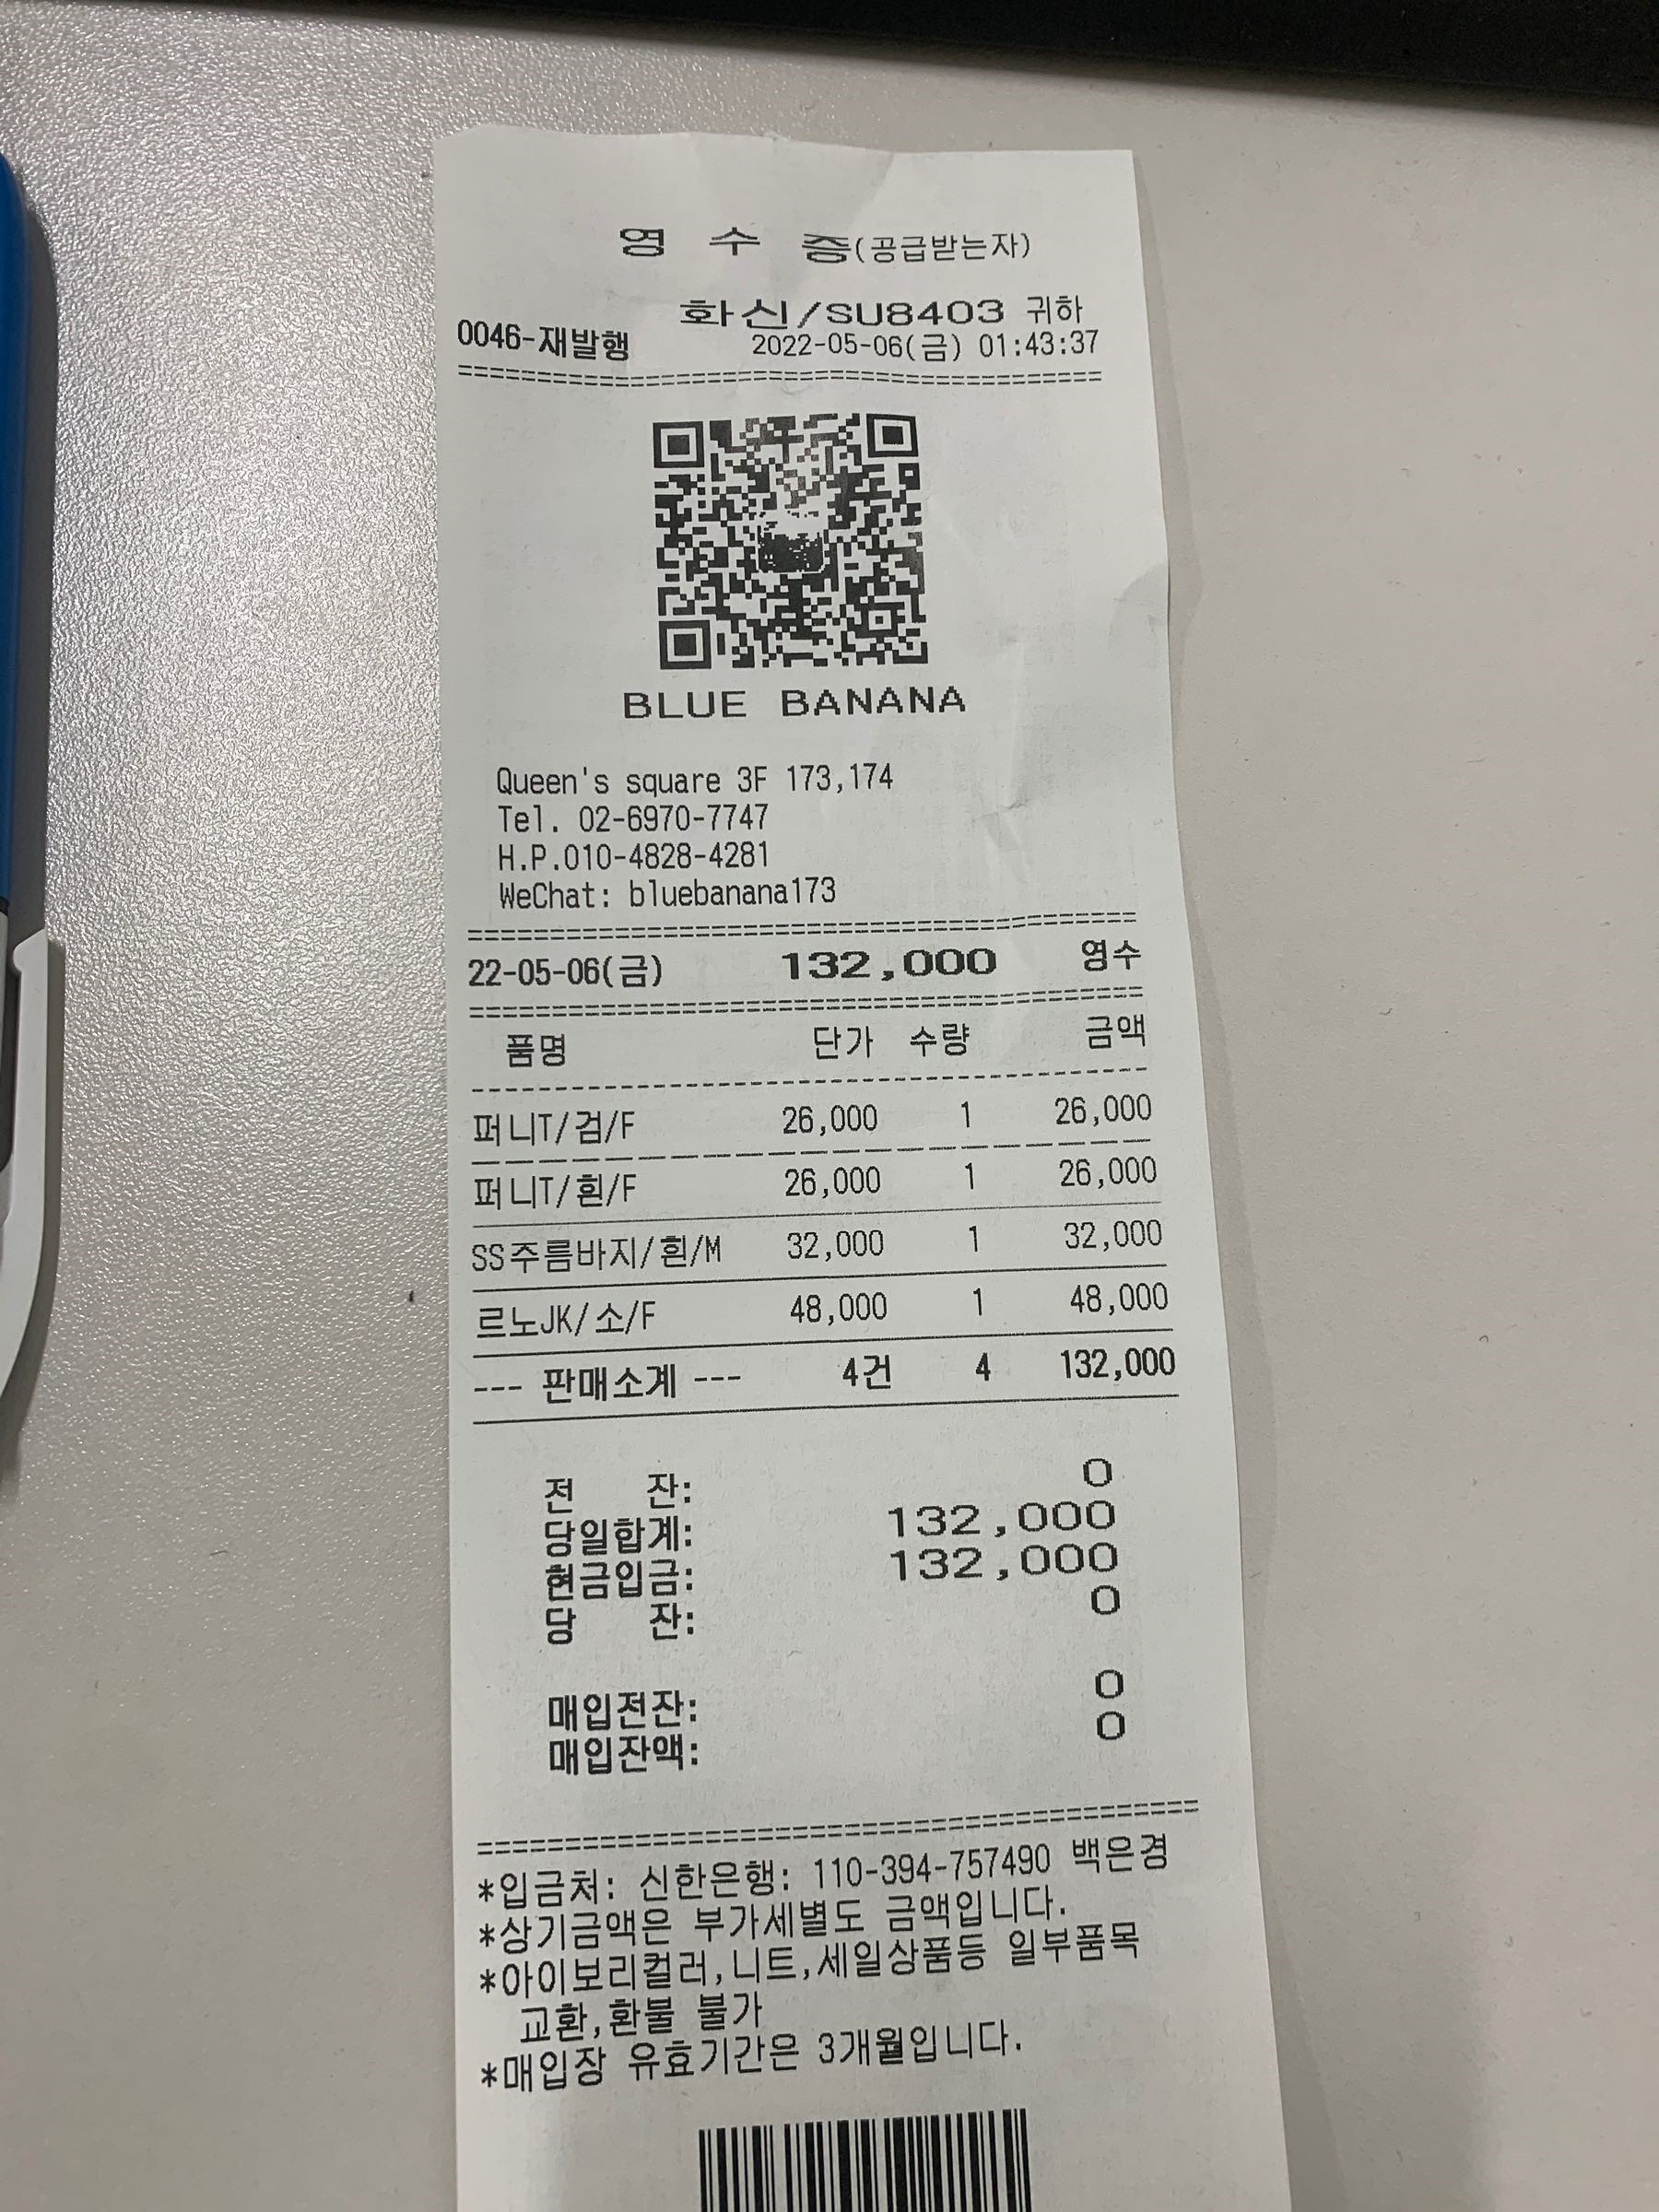 영 수 증(공급받는자)
화신/SU8403 귀하
0046-재발행 2022-05-06(금) 01:43:37
==========================================
BLUE BANANA
Queen's square 3F 173,174
Tel. 02-6970-7747
H.P.010-4828-4281
WeChat: bluebanana173
==========================================
22-05-06(금) 132,000 영수
==========================================
품명 단가 수량 금액
퍼니T/검/F 26,000 1 26,000
퍼니T/흰/F 26,000 1 26,000
SS주름바지/흰/M 32,000 1 32,000
르노JK/소/F 48,000 1 48,000
--- 판매소계 --- 4건 4 132,000
전 잔: 0
당일합계: 132,000
현금입금: 132,000
당 잔: 0
매입전잔: 0
매입잔액: 0
==========================================
*입금처: 신한은행: 110-394-757490 백은경
*상기금액은 부가세별도 금액입니다.
*아이보리컬러,니트,세일상품등 일부품목
교환,환불 불가
*매입장 유효기간은 3개월입니다.